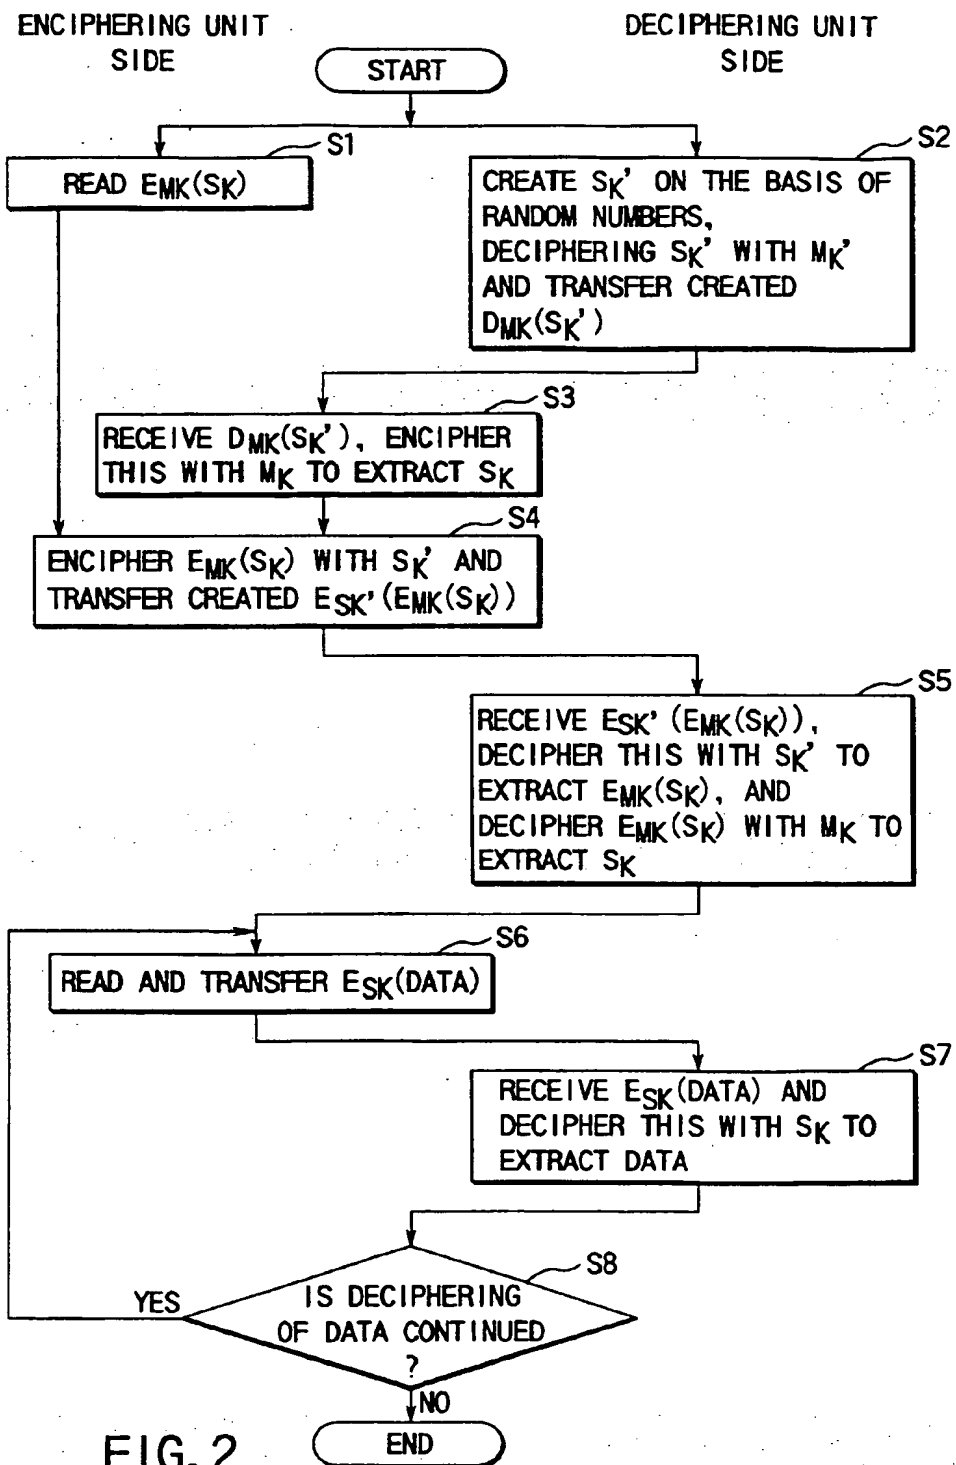 ENCIPHERING UNIT
SIDE
DECIPHERING UNIT
SIDE
START
S1
READ EMK(SK)
S2
CREATE SK' ON THE BASIS OF
RANDOM NUMBERS,
DECIPHERING SK' WITH MK'
AND TRANSFER CREATED
DMK(SK')
S3
RECEIVE DMK(SK'), ENCIPHER
THIS WITH MK TO EXTRACT SK
S4
ENCIPHER EMK(SK) WITH SK' AND
TRANSFER CREATED ESK'(EMK(SK))
S5
RECEIVE ESK'(EMK(SK)),
DECIPHER THIS WITH SK' TO
EXTRACT EMK(SK), AND
DECIPHER EMK(SK) WITH MK TO
EXTRACT SK
S6
READ AND TRANSFER ESK(DATA)
S7
RECEIVE ESK(DATA) AND
DECIPHER THIS WITH SK TO
EXTRACT DATA
S8
IS DECIPHERING
OF DATA CONTINUED
?
YES
NO
END
FIG. 2